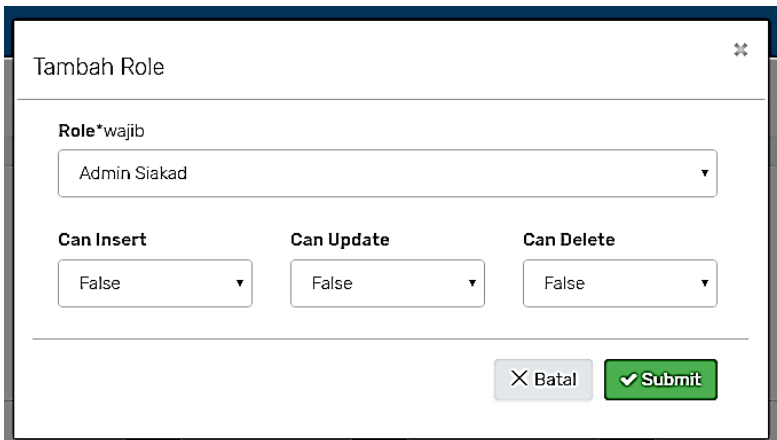 Tambah Role
Role*wajib
Admin Siakad
Can Insert Can Update Can Delete
False False False
Batal Submit